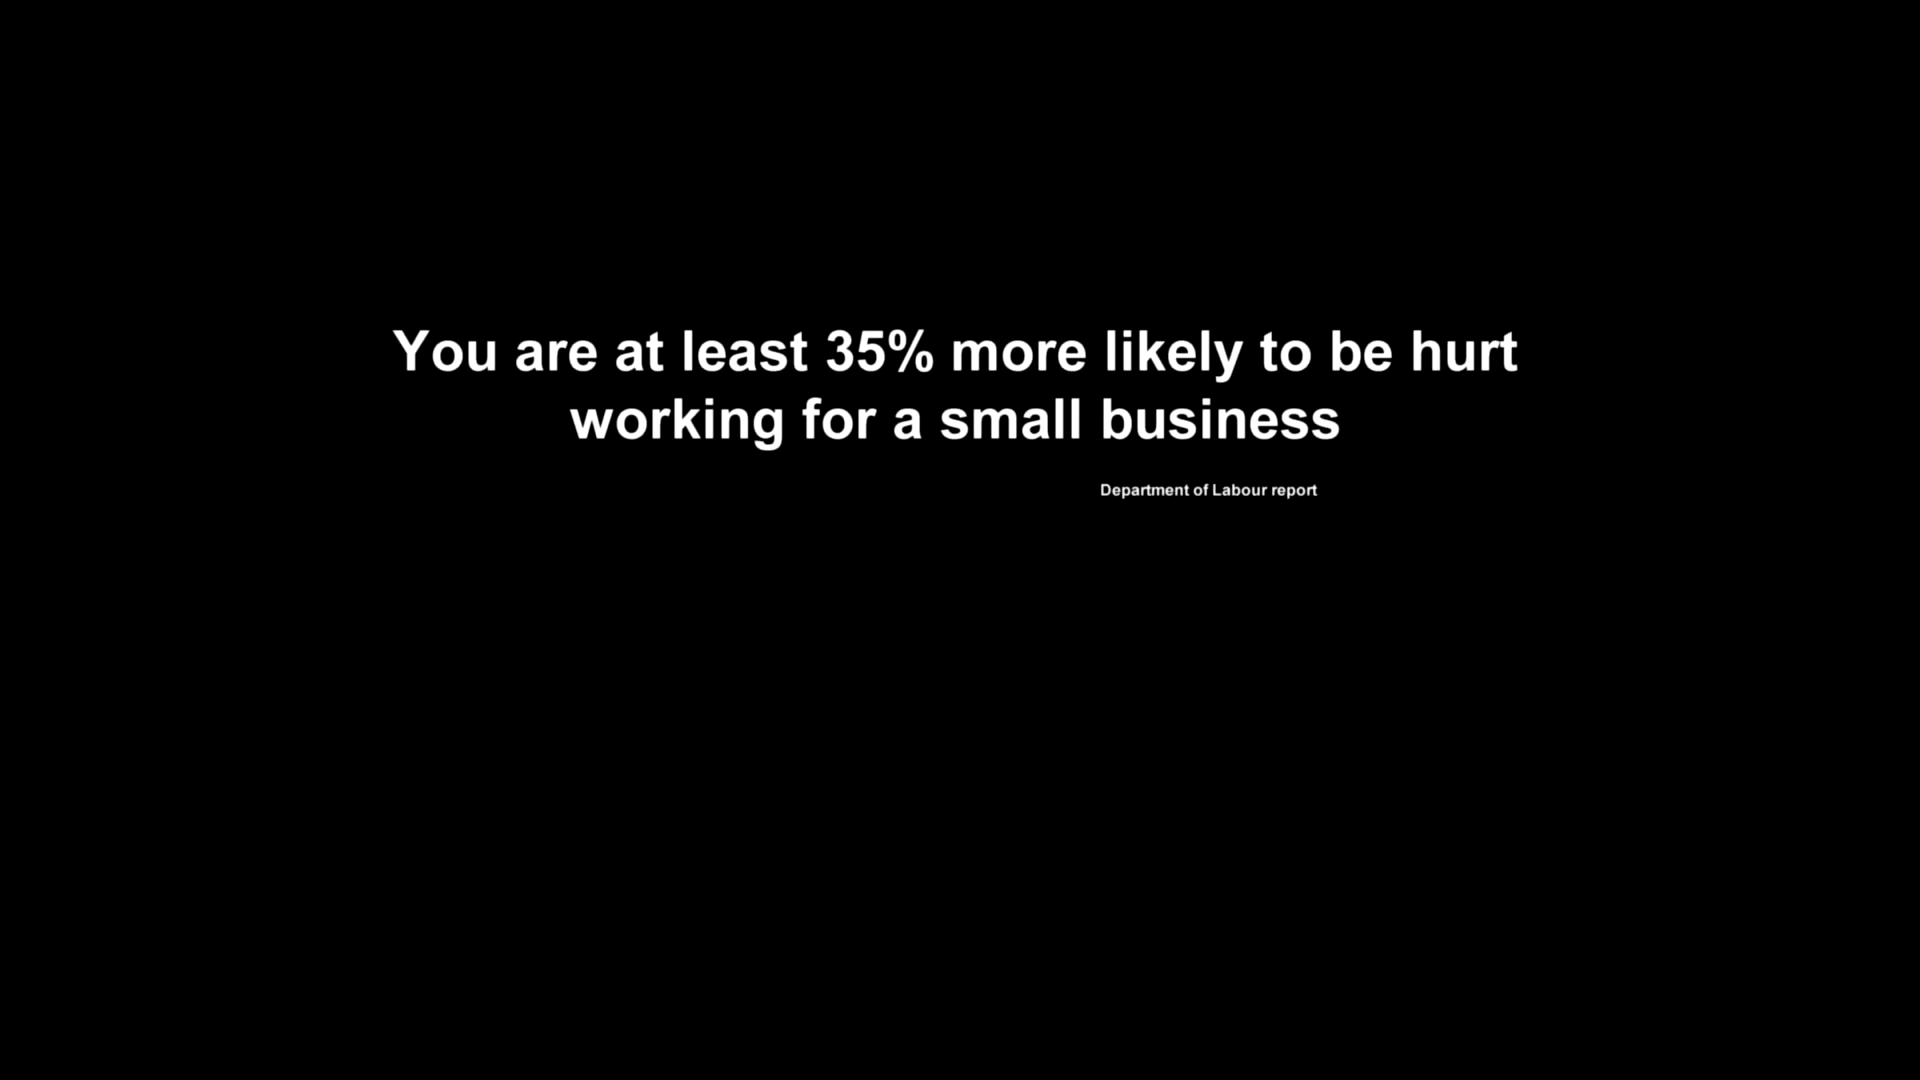 You are at least 35% more likely to be hurt
working for a small business
Department of Labour report